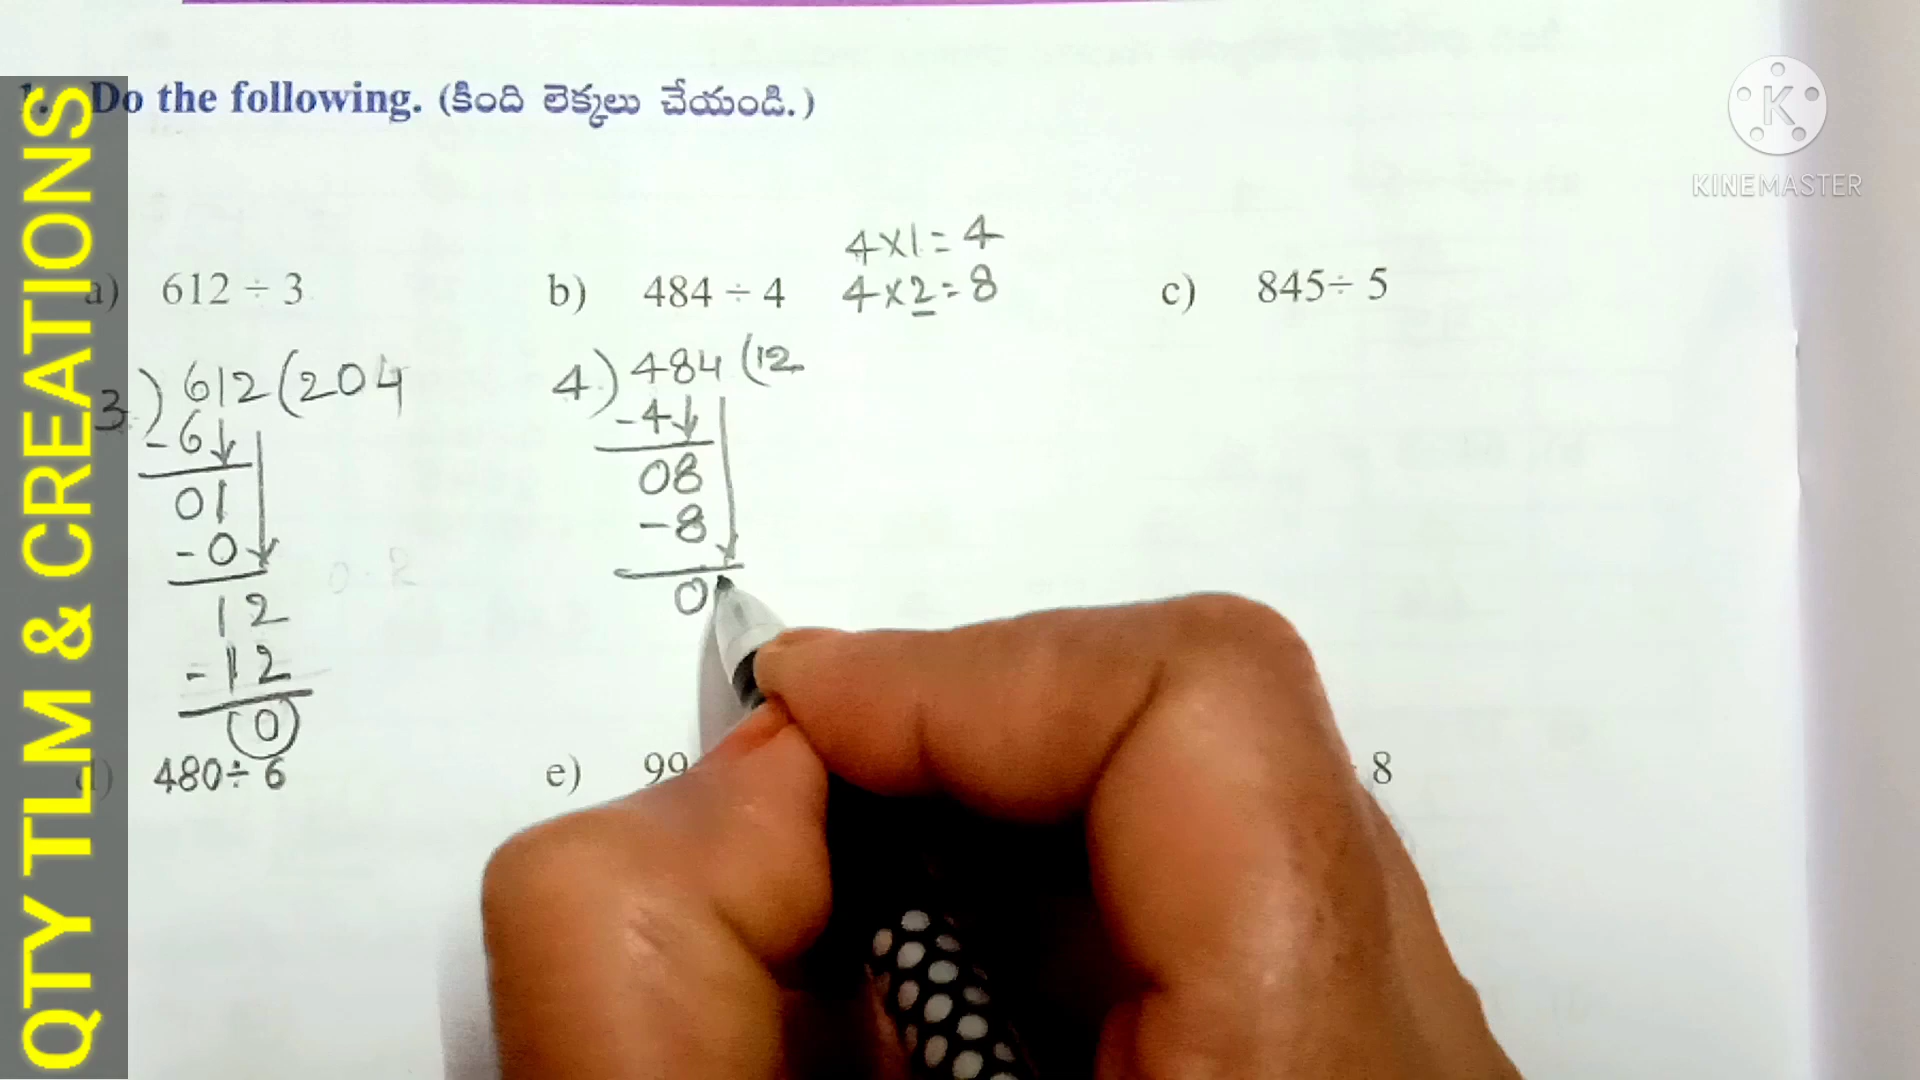 QTY TLM & CREATIONS
KINEMASTER
Do the following. (కింది లెక్కలు చేయండి.)
a) 612 ÷ 3
3) 612 (204
-6
01
-0
12
-12
0
b) 484 ÷ 4
4×1=4
4×2=8
4) 484 (12
-4
08
-8
0
c) 845÷ 5
d) 480÷ 6
e) 99
8